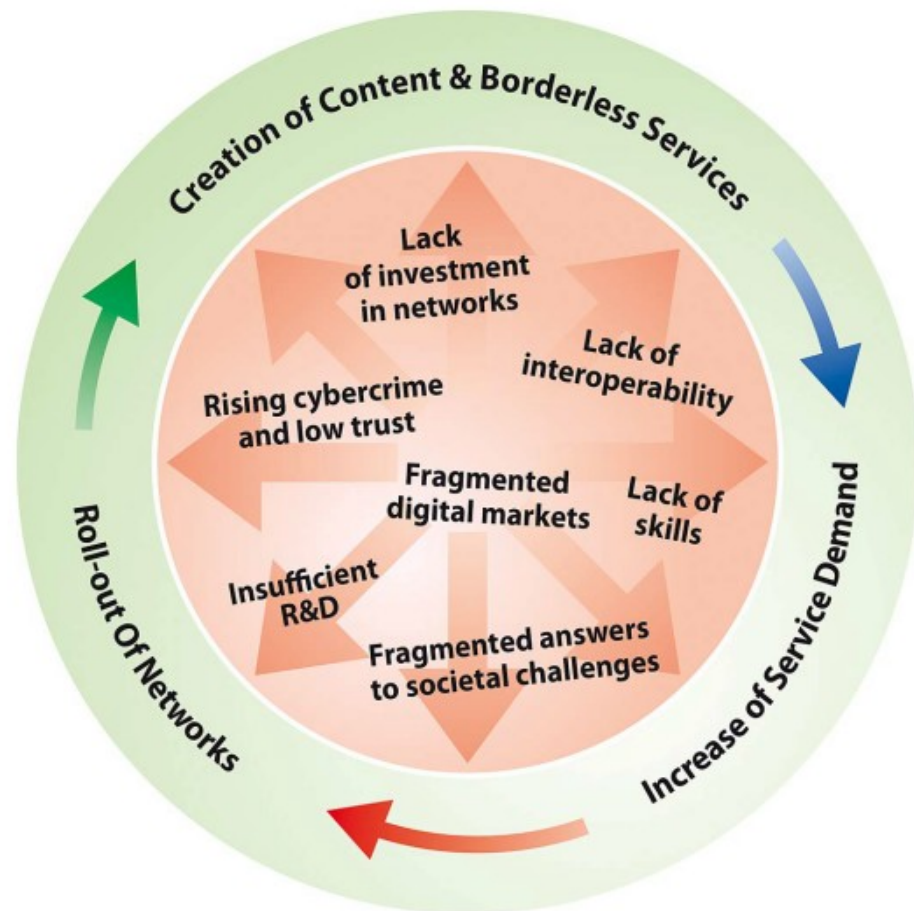 Creation of Content & Borderless Services
Lack
of investment
in networks
Lack of
interoperability
Rising cybercrime
and low trust
Fragmented
digital markets
Lack of
skills
Insufficient
R&D
Fragmented answers
to societal challenges
Increase of Service Demand
Roll-out Of Networks